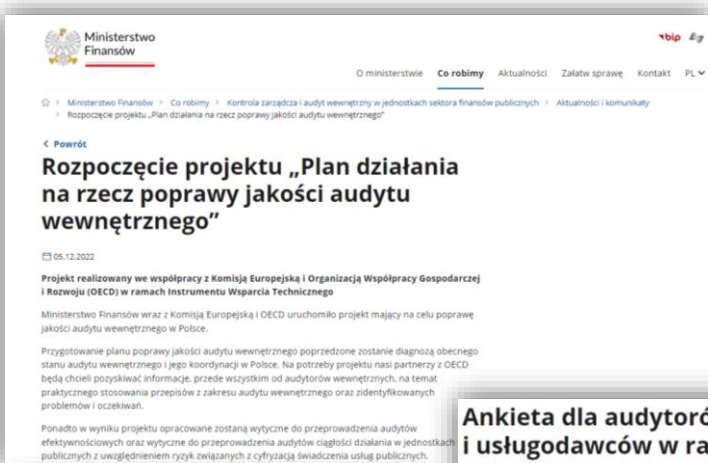 Ministerstwo
Finansów
bip
O ministerstwie Co robimy Aktualności Załatw sprawę Kontakt PL
Ministerstwo Finansów > Co robimy > Kontrola zarządcza i audyt wewnętrzny w jednostkach sektora finansów publicznych > Aktualności i komunikaty
> Rozpoczęcie projektu „Plan działania na rzecz poprawy jakości audytu wewnętrznego”
< Powrót
Rozpoczęcie projektu „Plan działania
na rzecz poprawy jakości audytu
wewnętrznego”
05.12.2022
Projekt realizowany we współpracy z Komisją Europejską i Organizacją Współpracy Gospodarczej
i Rozwoju (OECD) w ramach Instrumentu Wsparcia Technicznego
Ministerstwo Finansów wraz z Komisją Europejską i OECD uruchomiło projekt mający na celu poprawę
jakości audytu wewnętrznego w Polsce.
Przygotowanie planu poprawy jakości audytu wewnętrznego poprzedzone zostanie diagnozą obecnego
stanu audytu wewnętrznego i jego koordynacji w Polsce. Na potrzeby projektu nasi partnerzy z OECD
będą chcieli pozyskiwać informacje, przede wszystkim od audytorów wewnętrznych, na temat
praktycznego stosowania przepisów z zakresu audytu wewnętrznego oraz zidentyfikowanych
problemów i oczekiwań.
Ponadto w wyniku projektu opracowane zostaną wytyczne do przeprowadzenia audytów
efektywnościowych oraz wytyczne do przeprowadzenia audytów ciągłości działania w jednostkach
publicznych z uwzględnieniem ryzyk związanych z cyfryzacją świadczenia usług publicznych.
Ankieta dla audytoró
i usługodawców w ra